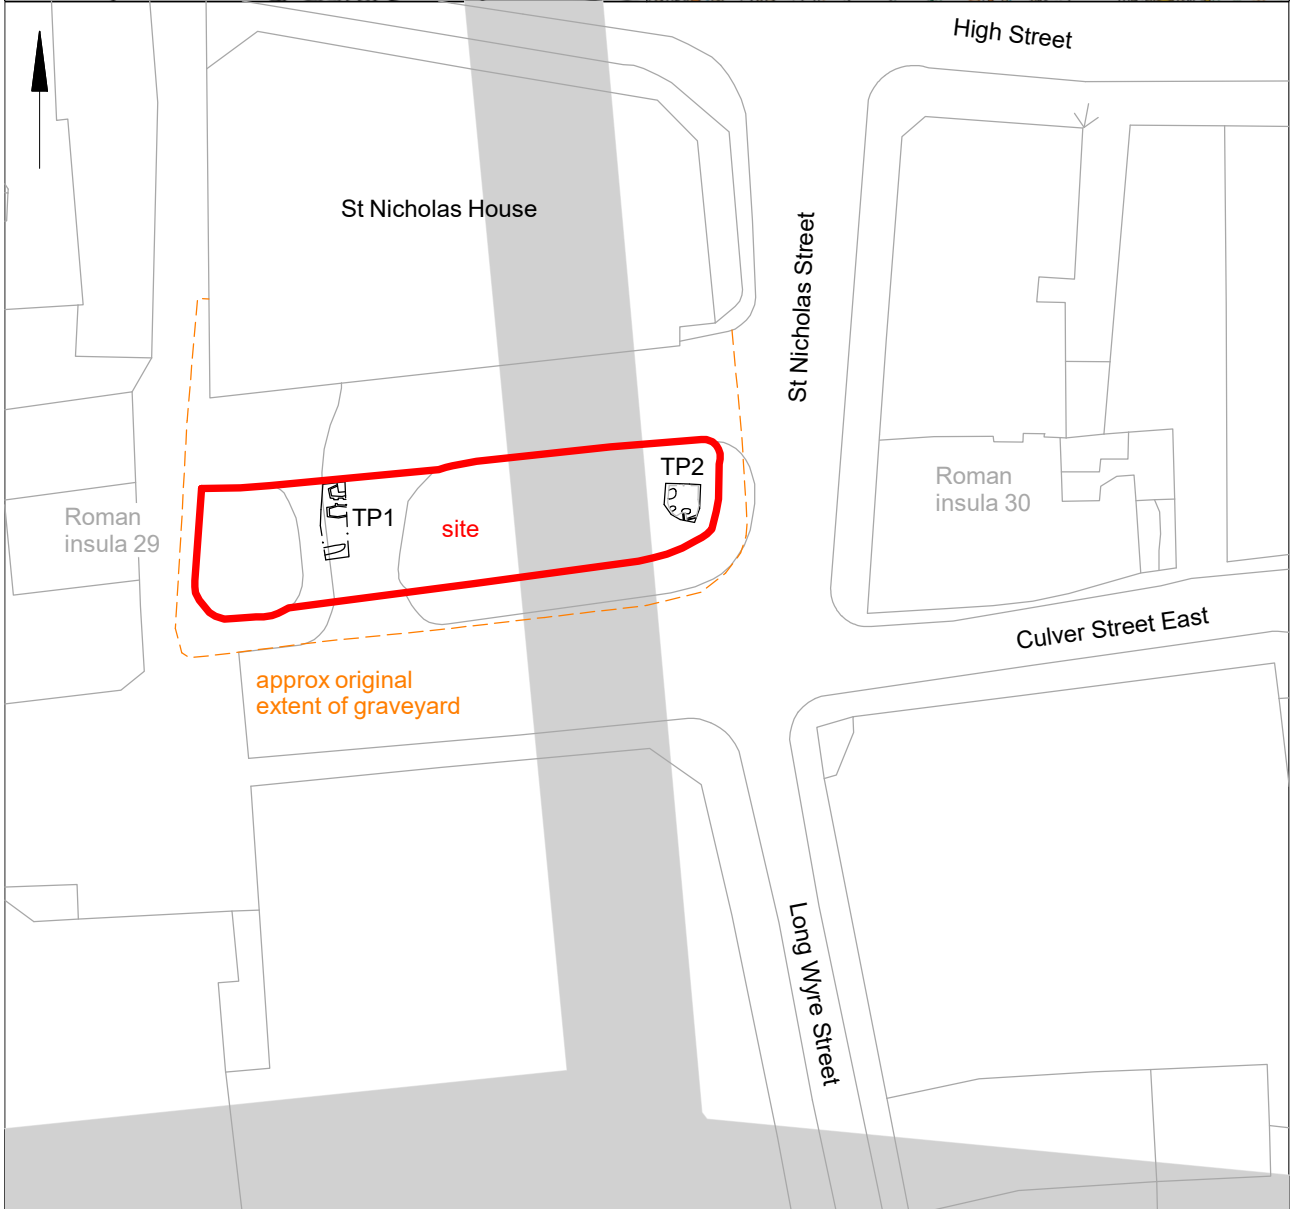 High Street
St Nicholas House
St Nicholas Street
TP2
Roman
insula 30
Roman
insula 29
TP1
site
Culver Street East
approx original
extent of graveyard
Long Wyre Street